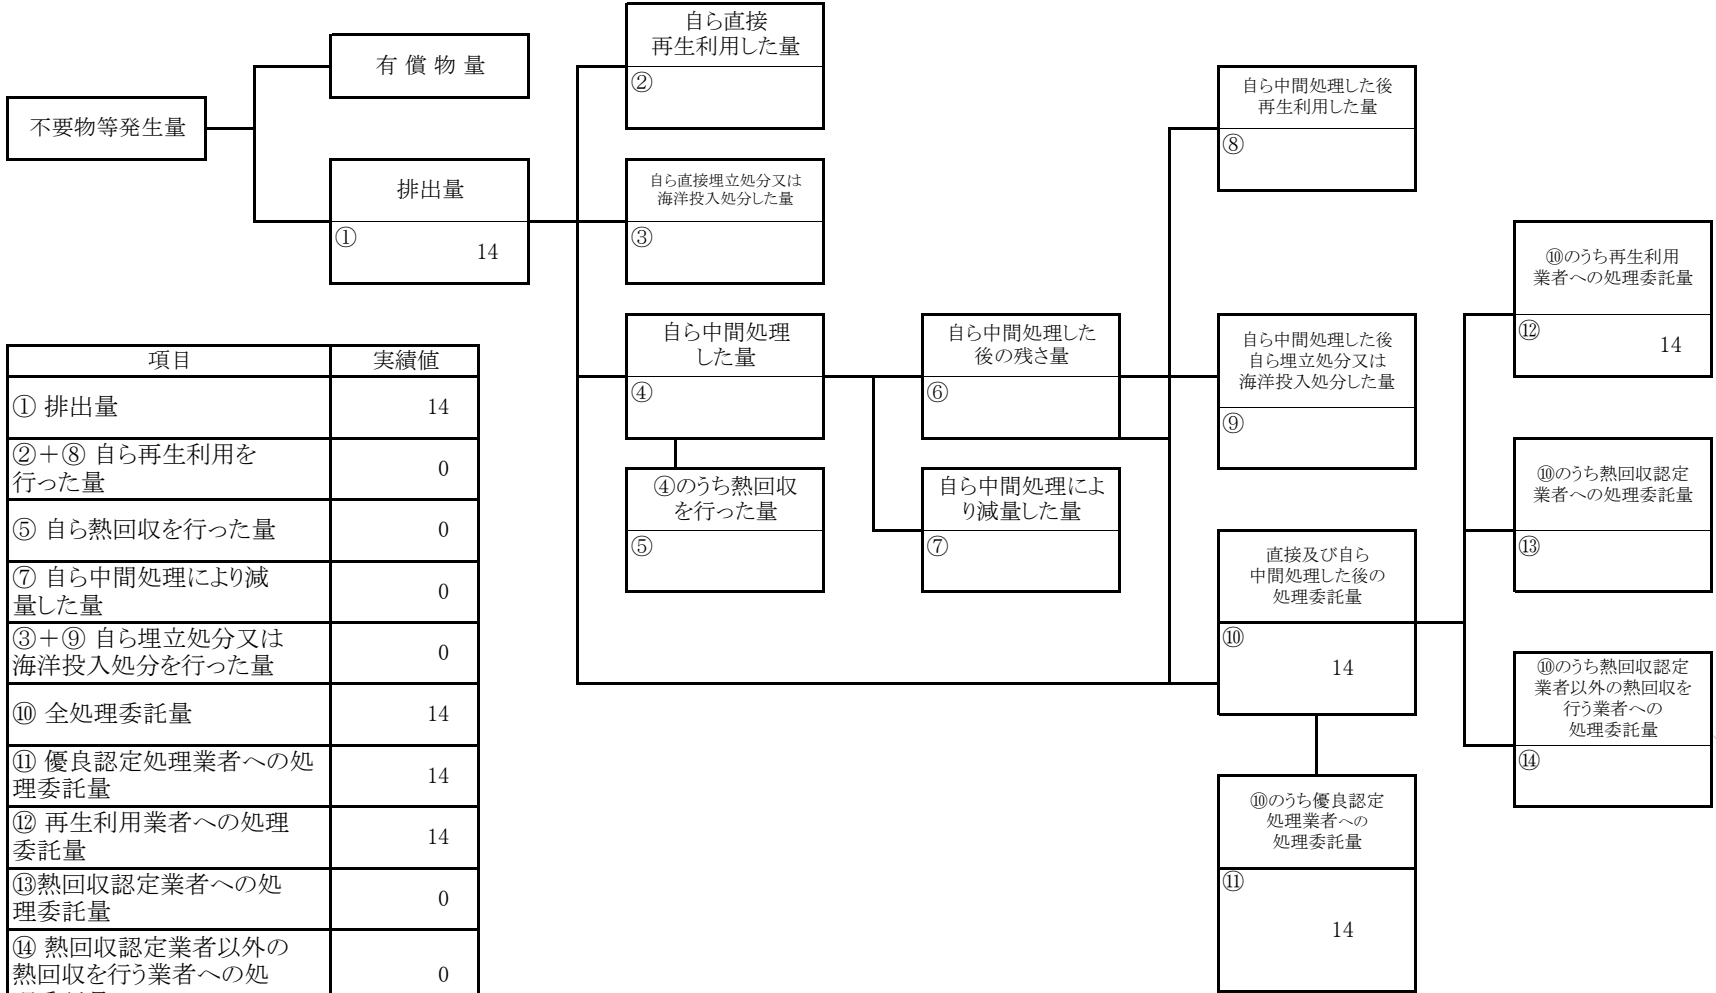 不要物等発生量
有 償 物 量
排出量
①
14
自ら直接
再生利用した量
②
自ら直接埋立処分又は
海洋投入処分した量
③
自ら中間処理
した量
④
④のうち熱回収
を行った量
⑤
自ら中間処理した
後の残さ量
⑥
自ら中間処理によ
り減量した量
⑦
自ら中間処理した後
再生利用した量
⑧
自ら中間処理した後
自ら埋立処分又は
海洋投入処分した量
⑨
直接及び自ら
中間処理した後の
処理委託量
⑩
14
⑩のうち優良認定
処理業者への
処理委託量
⑪
14
⑩のうち再生利用
業者への処理委託量
⑫
14
⑩のうち熱回収認定
業者への処理委託量
⑬
⑩のうち熱回収認定
業者以外の熱回収を
行う業者への
処理委託量
⑭
項目 実績値
① 排出量 14
②＋⑧ 自ら再生利用を
行った量 0
⑤ 自ら熱回収を行った量 0
⑦ 自ら中間処理により減
量した量 0
③＋⑨ 自ら埋立処分又は
海洋投入処分を行った量 0
⑩ 全処理委託量 14
⑪ 優良認定処理業者への処
理委託量 14
⑫ 再生利用業者への処理
委託量 14
⑬熱回収認定業者への処
理委託量 0
⑭ 熱回収認定業者以外の
熱回収を行う業者への処 0